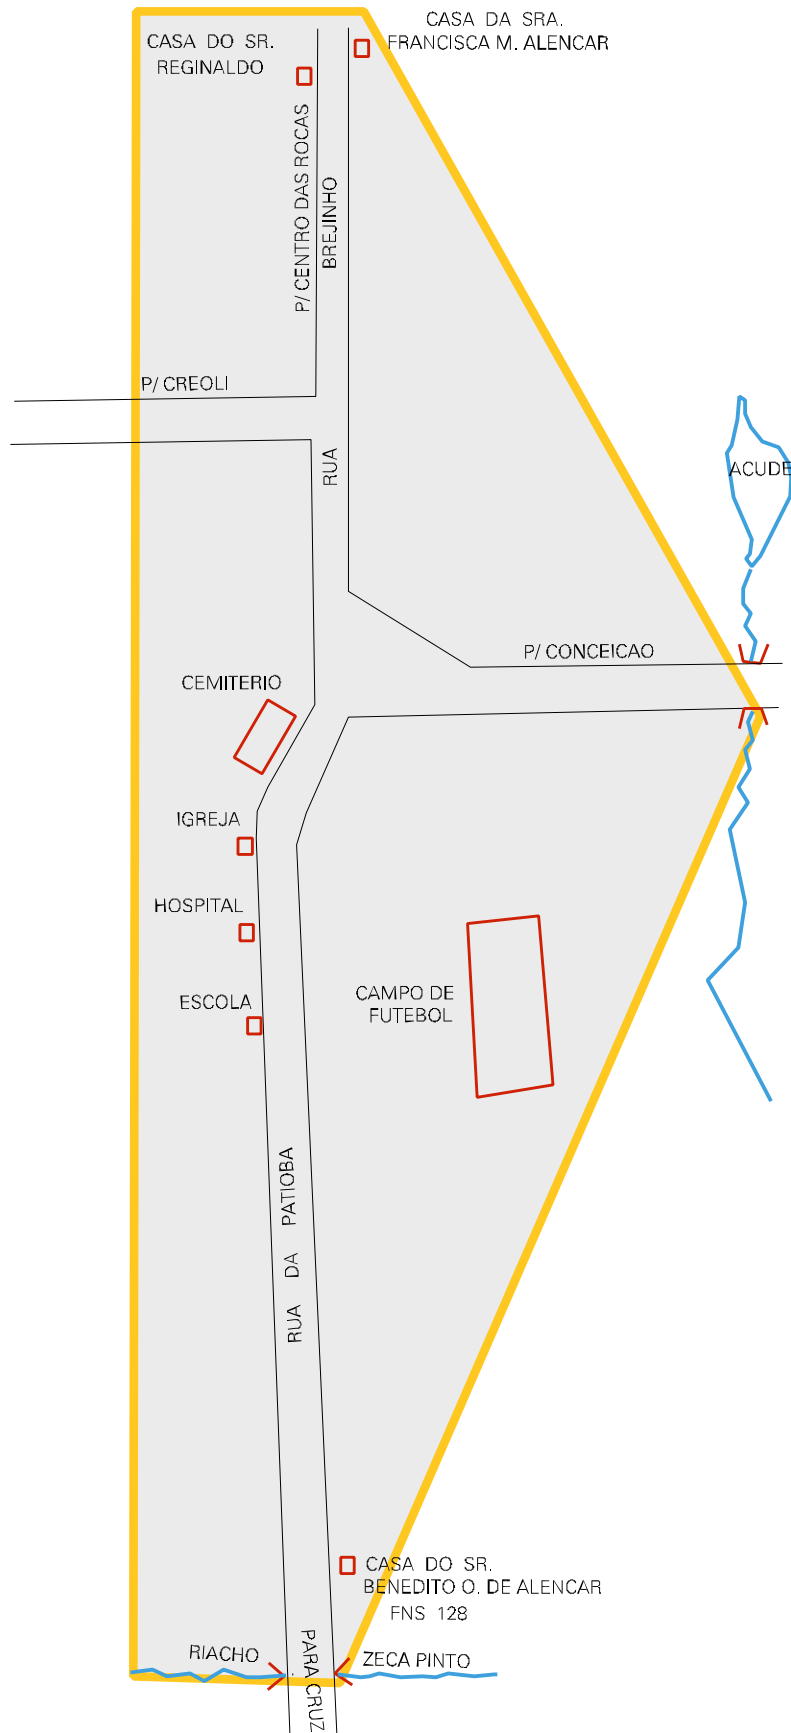 CASA DA SRA.
FRANCISCA M. ALENCAR
CASA DO SR.
REGINALDO
P/ CENTRO DAS ROCAS
BREJINHO
P/ CREOLI
RUA
ACUDE
P/ CONCEICAO
CEMITERIO
IGREJA
HOSPITAL
ESCOLA
CAMPO DE
FUTEBOL
RUA DA PATIOBA
CASA DO SR.
BENEDITO O. DE ALENCAR
FNS 128
RIACHO
ZECA PINTO
PARA CRUZ